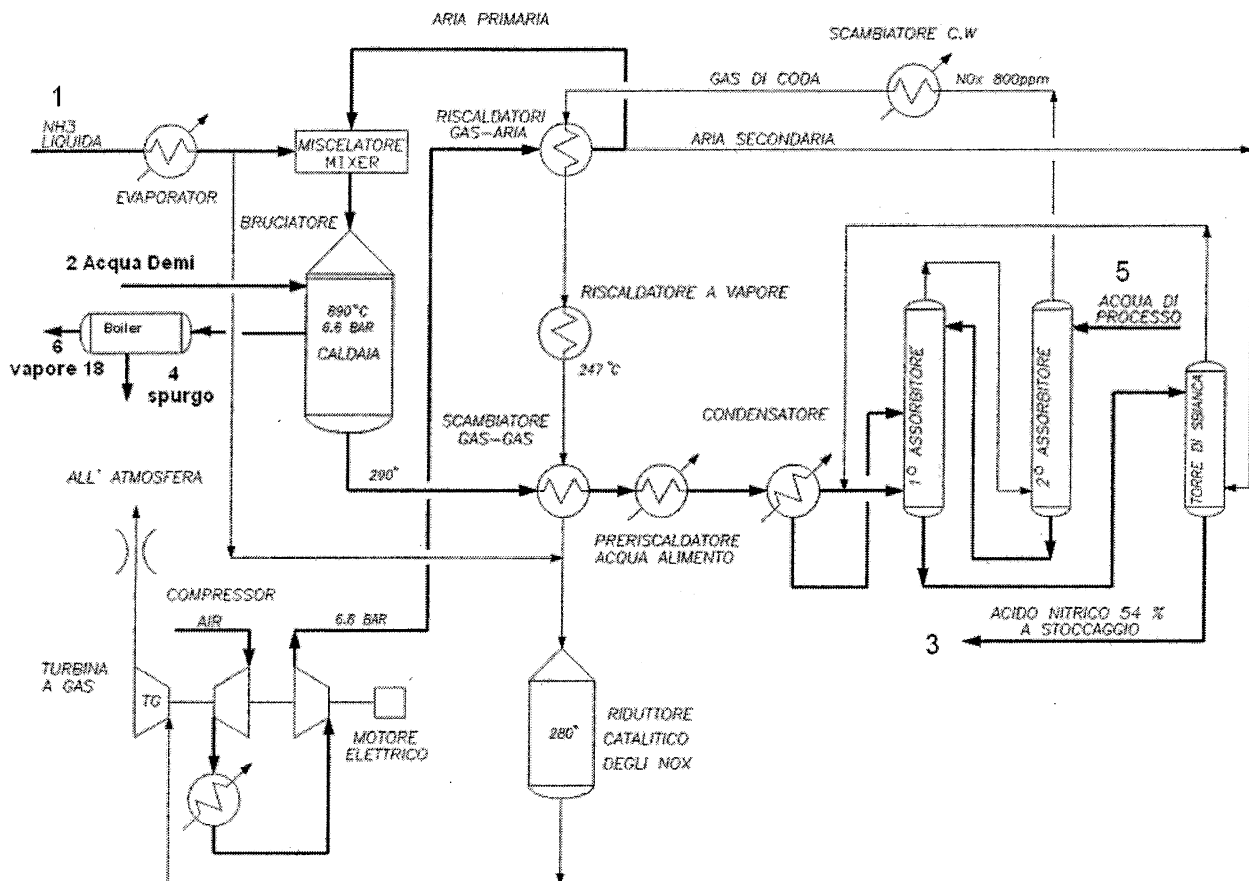 ARIA PRIMARIA
SCAMBIATORE C.W
GAS DI CODA
NOx 800ppm
1
NH3
LIQUIDA
RISCALDATORI
GAS-ARIA
MISCELATORE
MIXER
ARIA SECONDARIA
EVAPORATOR
BRUCIATORE
2 Acqua Demi
RISCALDATORE A VAPORE
5
ACQUA DI
PROCESSO
890°C
6.8 BAR
CALDAIA
Boiler
6
vapore 18
4
spurgo
247 °C
1° ASSORBITORE
2° ASSORBITORE
TORRE DI SBIANCA
SCAMBIATORE
GAS-GAS
CONDENSATORE
290°
ALL' ATMOSFERA
PRERISCALDATORE
ACQUA ALIMENTO
COMPRESSOR
AIR
6.8 BAR
ACIDO NITRICO 54 %
A STOCCAGGIO
3
TURBINA
A GAS
TG
MOTORE
ELETTRICO
280°
RIDUTTORE
CATALITICO
DEGLI NOX